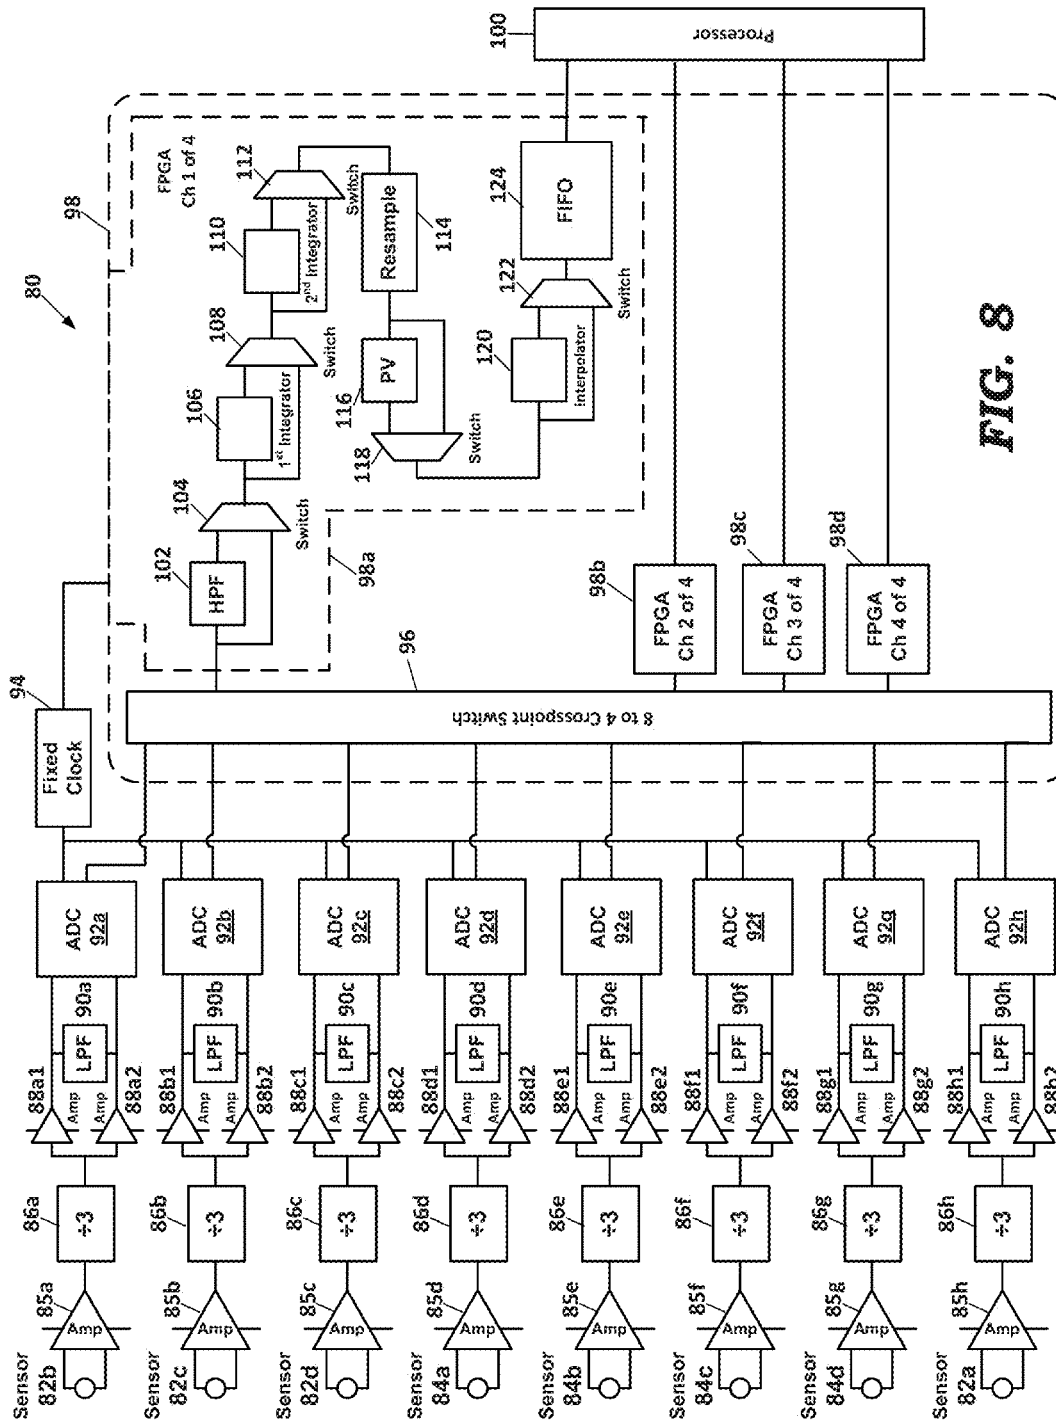 80
98
94
Fixed
Clock
96
8 to 4 Crosspoint Switch
100
Processor
FPGA
Ch 1 of 4
98a
102
HPF
104
Switch
106
1st Integrator
108
Switch
110
2nd Integrator
112
Switch
114
Resample
116
PV
118
Switch
120
Interpolator
122
Switch
124
FIFO
98b
FPGA
Ch 2 of 4
98c
FPGA
Ch 3 of 4
98d
FPGA
Ch 4 of 4
Sensor
82b
85a
Amp
86a
÷3
88a1
Amp
Amp
88a2
90a
LPF
ADC
92a
Sensor
82c
85b
Amp
86b
÷3
88b1
Amp
Amp
88b2
90b
LPF
ADC
92b
Sensor
82d
85c
Amp
86c
÷3
88c1
Amp
Amp
88c2
90c
LPF
ADC
92c
Sensor
84a
85d
Amp
86d
÷3
88d1
Amp
Amp
88d2
90d
LPF
ADC
92d
Sensor
84b
85e
Amp
86e
÷3
88e1
Amp
Amp
88e2
90e
LPF
ADC
92e
Sensor
84c
85f
Amp
86f
÷3
88f1
Amp
Amp
88f2
90f
LPF
ADC
92f
Sensor
84d
85g
Amp
86g
÷3
88g1
Amp
Amp
88g2
90g
LPF
ADC
92g
Sensor
82a
85h
Amp
86h
÷3
88h1
Amp
Amp
88h2
90h
LPF
ADC
92h
FIG. 8